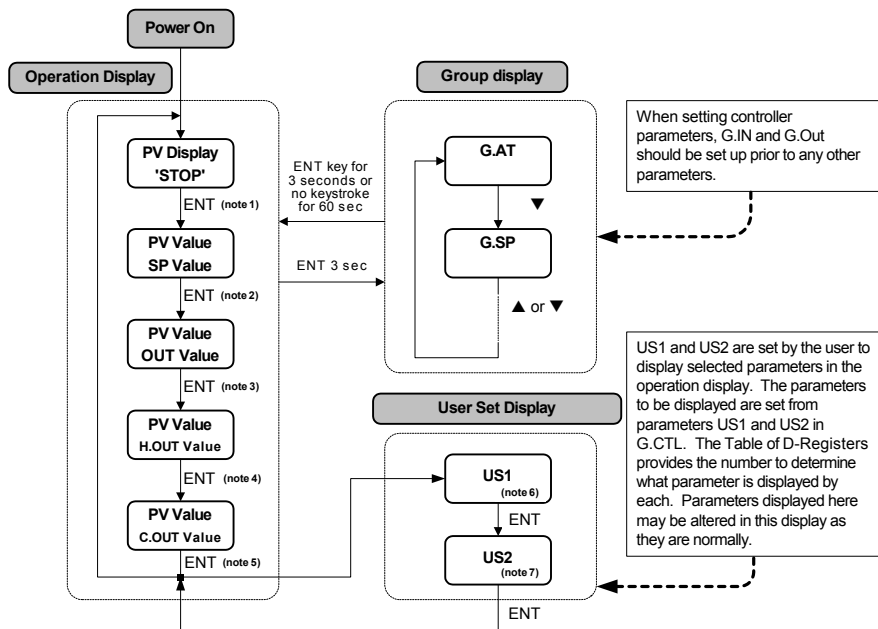 Power On
Operation Display
PV Display
'STOP'
ENT (note 1)
PV Value
SP Value
ENT (note 2)
PV Value
OUT Value
ENT (note 3)
PV Value
H.OUT Value
ENT (note 4)
PV Value
C.OUT Value
ENT (note 5)
ENT key for
3 seconds or
no keystroke
for 60 sec
ENT 3 sec
Group display
G.AT
▼
G.SP
▲ or ▼
When setting controller
parameters, G.IN and G.Out
should be set up prior to any other
parameters.
User Set Display
US1
(note 6)
ENT
US2
(note 7)
ENT
US1 and US2 are set by the user to
display selected parameters in the
operation display. The parameters
to be displayed are set from
parameters US1 and US2 in
G.CTL. The Table of D-Registers
provides the number to determine
what parameter is displayed by
each. Parameters displayed here
may be altered in this display as
they are normally.